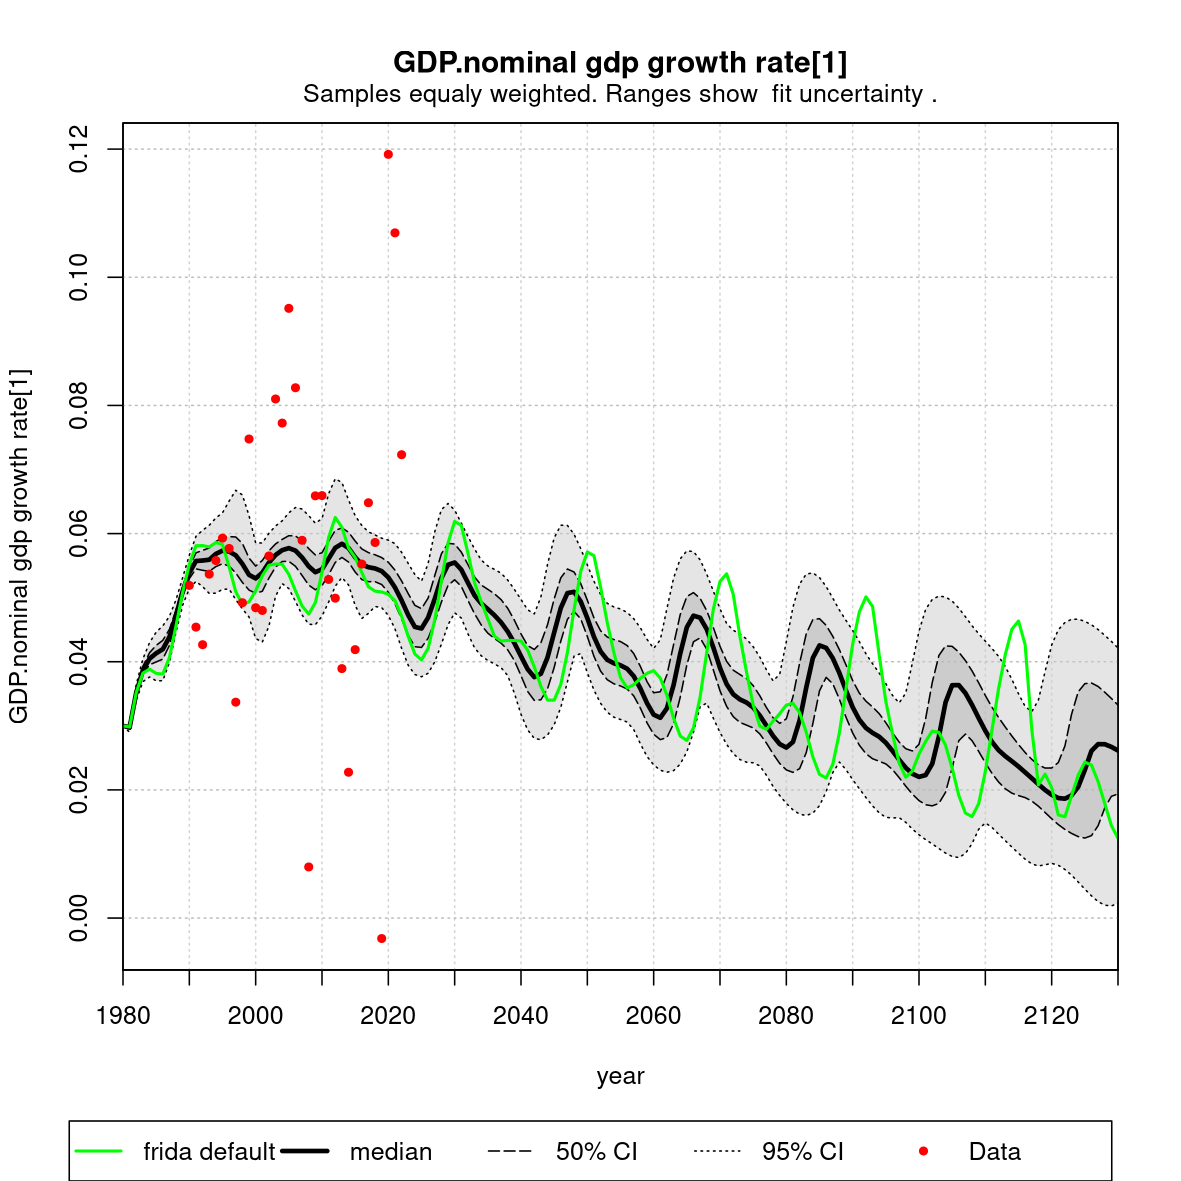 GDP.nominal gdp growth rate[1]
Samples equaly weighted. Ranges show  fit uncertainty .
GDP.nominal gdp growth rate[1]
0.12
0.10
0.08
0.06
0.04
0.02
0.00
1980 2000 2020 2040 2060 2080 2100 2120
year
frida default median 50% CI 95% CI Data